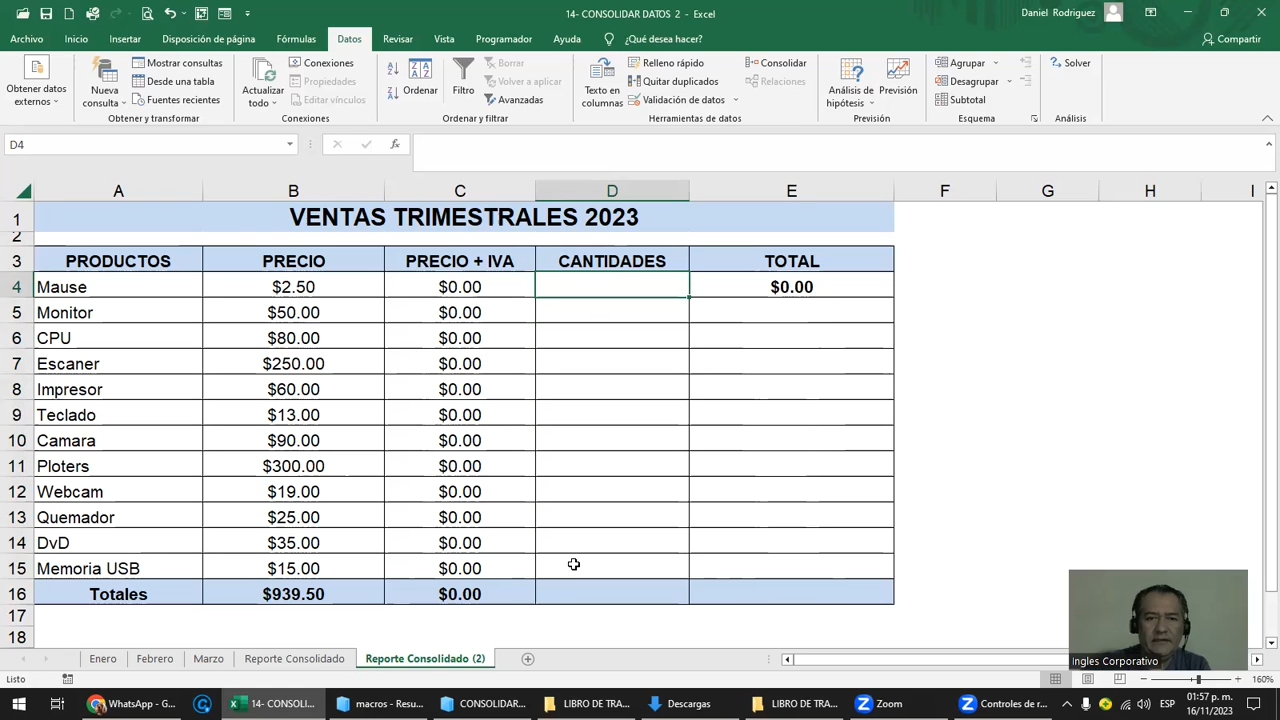 14- CONSOLIDAR DATOS 2 - Excel
Daniel Rodriguez
Archivo Inicio Insertar Disposición de página Fórmulas Datos Revisar Vista Programador Ayuda ¿Qué desea hacer? Compartir
Obtener datos externos
Nueva consulta
Mostrar consultas
Desde una tabla
Fuentes recientes
Obtener y transformar
Actualizar todo
Conexiones
Propiedades
Editar vínculos
Conexiones
Ordenar
Filtro
Borrar
Volver a aplicar
Avanzadas
Ordenar y filtrar
Texto en columnas
Relleno rápido
Quitar duplicados
Validación de datos
Consolidar
Relaciones
Herramientas de datos
Análisis de hipótesis
Previsión
Previsión
Agrupar
Desagrupar
Subtotal
Esquema
Solver
Análisis
D4
fx
A B C D E F G H I
1 VENTAS TRIMESTRALES 2023
2
3 PRODUCTOS PRECIO PRECIO + IVA CANTIDADES TOTAL
4 Mause $2.50 $0.00 $0.00
5 Monitor $50.00 $0.00
6 CPU $80.00 $0.00
7 Escaner $250.00 $0.00
8 Impresor $60.00 $0.00
9 Teclado $13.00 $0.00
10 Camara $90.00 $0.00
11 Ploters $300.00 $0.00
12 Webcam $19.00 $0.00
13 Quemador $25.00 $0.00
14 DvD $35.00 $0.00
15 Memoria USB $15.00 $0.00
16 Totales $939.50 $0.00
17
18
Ingles Corporativo
Enero Febrero Marzo Reporte Consolidado Reporte Consolidado (2)
Listo
160%
WhatsApp - G... 14- CONSOLI... macros - Resu... CONSOLIDAR... LIBRO DE TRA... Descargas LIBRO DE TRA... Zoom Controles de r...
ESP
01:57 p. m.
16/11/2023